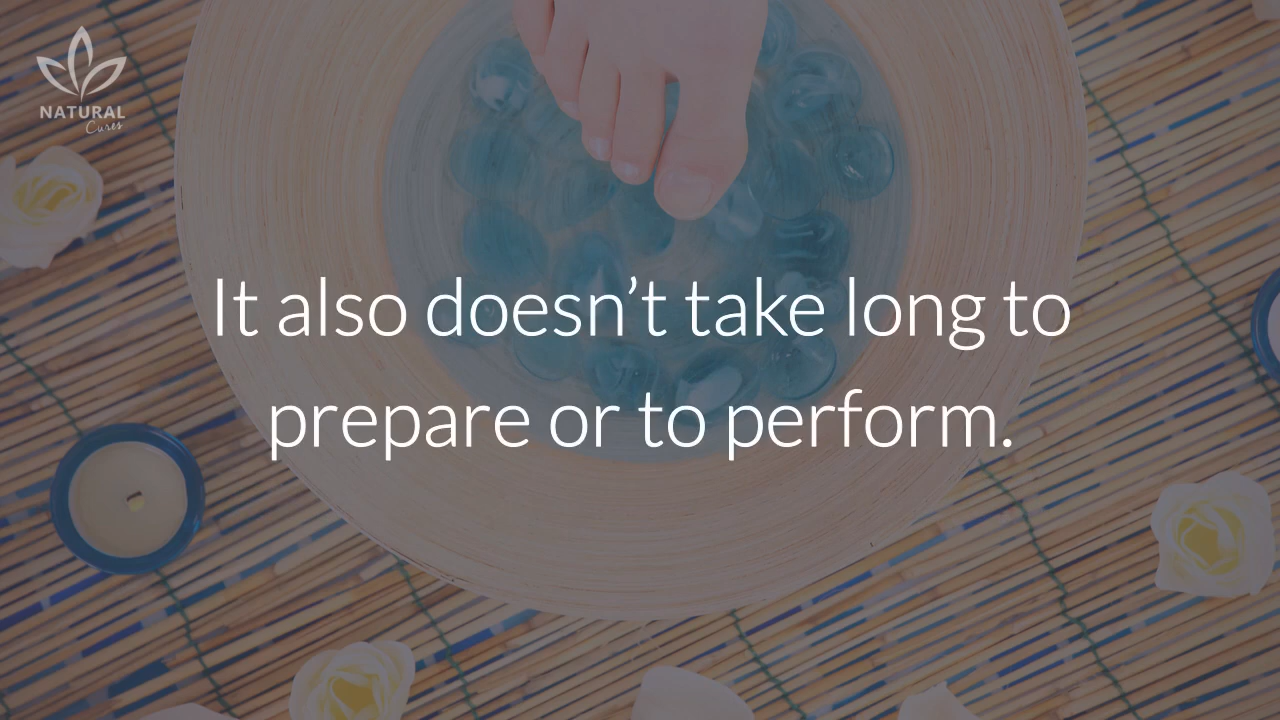 NATURAL
Cures
It also doesn’t take long to
prepare or to perform.